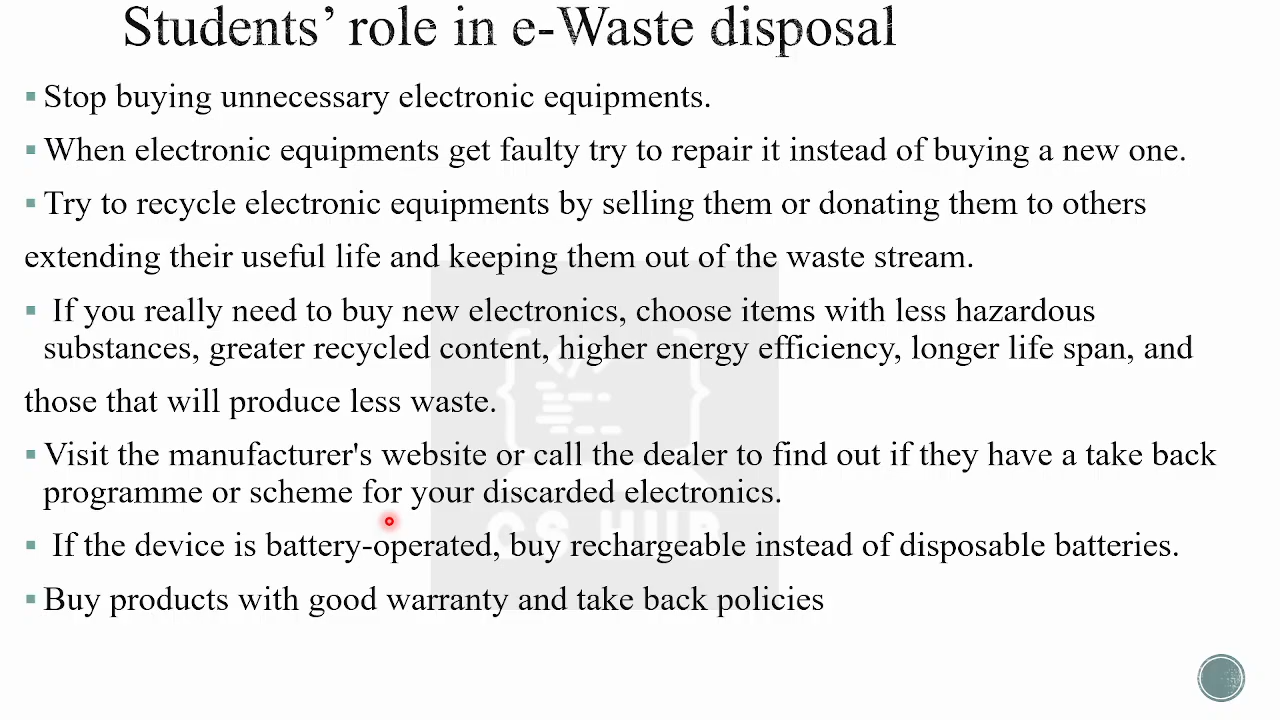 Students’ role in e-Waste disposal
Stop buying unnecessary electronic equipments.
When electronic equipments get faulty try to repair it instead of buying a new one.
Try to recycle electronic equipments by selling them or donating them to others
extending their useful life and keeping them out of the waste stream.
If you really need to buy new electronics, choose items with less hazardous
substances, greater recycled content, higher energy efficiency, longer life span, and
those that will produce less waste.
Visit the manufacturer's website or call the dealer to find out if they have a take back
programme or scheme for your discarded electronics.
CS HUB
If the device is battery-operated, buy rechargeable instead of disposable batteries.
Buy products with good warranty and take back policies